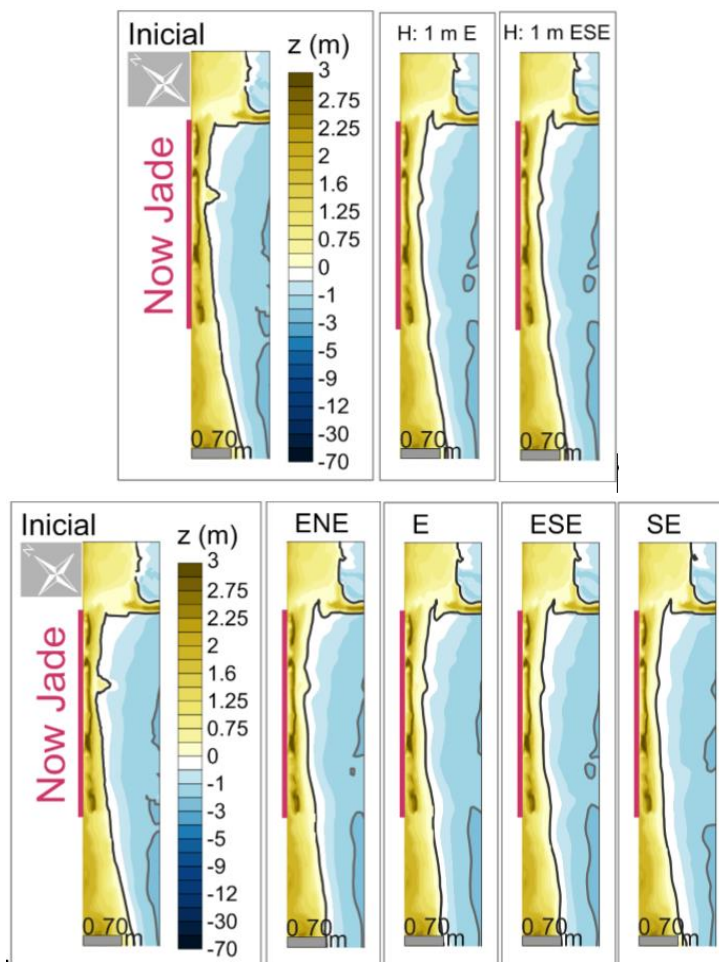 Inicial
z (m)
N
Now Jade
3
2.75
2.25
2
1.6
1.25
0.75
0
-1
-3
-5
-9
-12
-30
-70
0.70
m
H: 1 m E
0.70
m
H: 1 m ESE
0.70
m
Inicial
z (m)
N
Now Jade
3
2.75
2.25
2
1.6
1.25
0.75
0
-1
-3
-5
-9
-12
-30
-70
0.70
m
ENE
0.70
m
E
0.70
m
ESE
0.70
m
SE
0.70
m